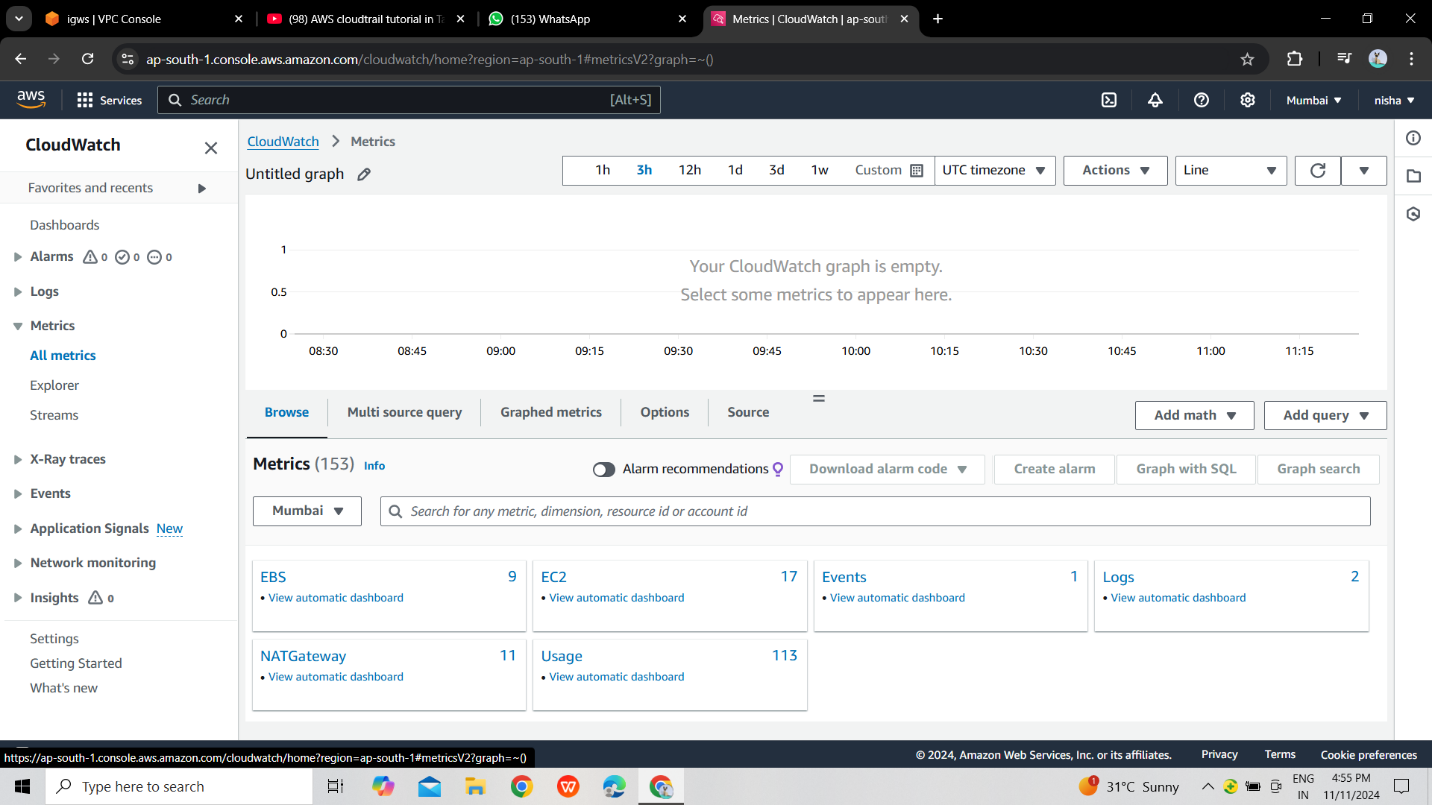 igws | VPC Console
(98) AWS cloudtrail tutorial in Ta
(153) WhatsApp
Metrics | CloudWatch | ap-sout
ap-south-1.console.aws.amazon.com/cloudwatch/home?region=ap-south-1#metricsV2?graph=~()
aws
Services
Search
[Alt+S]
Mumbai
nisha
CloudWatch
Favorites and recents
Dashboards
Alarms 0 0 0
Logs
Metrics
All metrics
Explorer
Streams
X-Ray traces
Events
Application Signals New
Network monitoring
Insights 0
Settings
Getting Started
What's new
CloudWatch > Metrics
Untitled graph
1h 3h 12h 1d 3d 1w Custom UTC timezone Actions Line
1
Your CloudWatch graph is empty.
0.5
Select some metrics to appear here.
0
08:30 08:45 09:00 09:15 09:30 09:45 10:00 10:15 10:30 10:45 11:00 11:15
Browse Multi source query Graphed metrics Options Source Add math Add query
Metrics (153) Info
Alarm recommendations Download alarm code Create alarm Graph with SQL Graph search
Mumbai
Search for any metric, dimension, resource id or account id
EBS 9
• View automatic dashboard
EC2 17
• View automatic dashboard
Events 1
• View automatic dashboard
Logs 2
• View automatic dashboard
NATGateway 11
• View automatic dashboard
Usage 113
• View automatic dashboard
https://ap-south-1.console.aws.amazon.com/cloudwatch/home?region=ap-south-1#metricsV2?graph=~()
© 2024, Amazon Web Services, Inc. or its affiliates. Privacy Terms Cookie preferences
Type here to search
1
31°C Sunny
ENG
IN
4:55 PM
11/11/2024